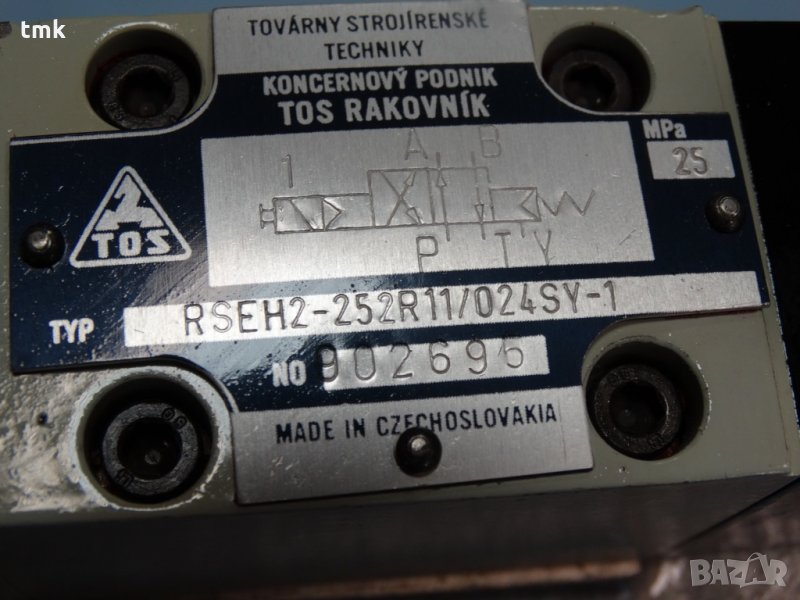 tmk
TOVÁRNY STROJÍRENSKÉ
TECHNIKY
KONCERNOVÝ PODNIK
TOS RAKOVNÍK
MPa
25
A B
1
TOS
P T Y
TYP RSEH2-252R11/024SY-1
NO 902695
MADE IN CZECHOSLOVAKIA
BAZAR